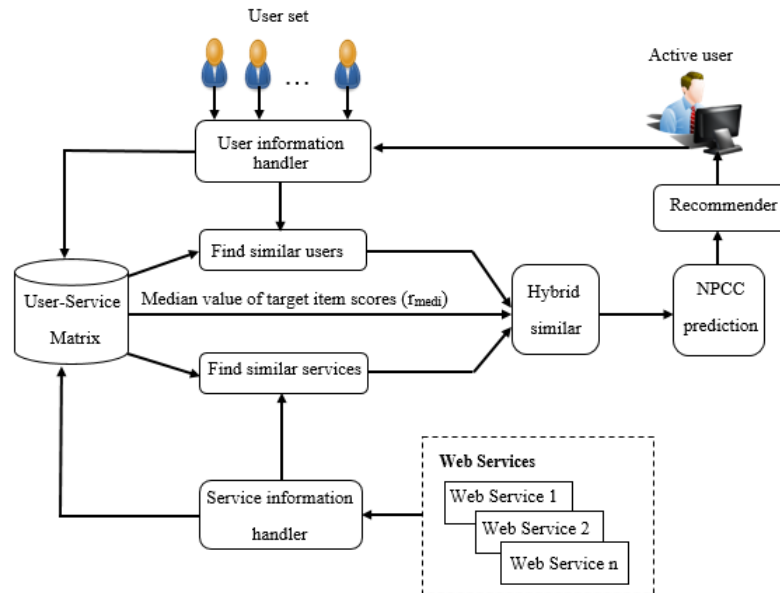 User set
...
Active user
User information
handler
Recommender
Find similar users
User-Service
Matrix
Median value of target item scores (rmedi)
Hybrid
similar
NPCC
prediction
Find similar services
Service information
handler
Web Services
Web Service 1
Web Service 2
Web Service n